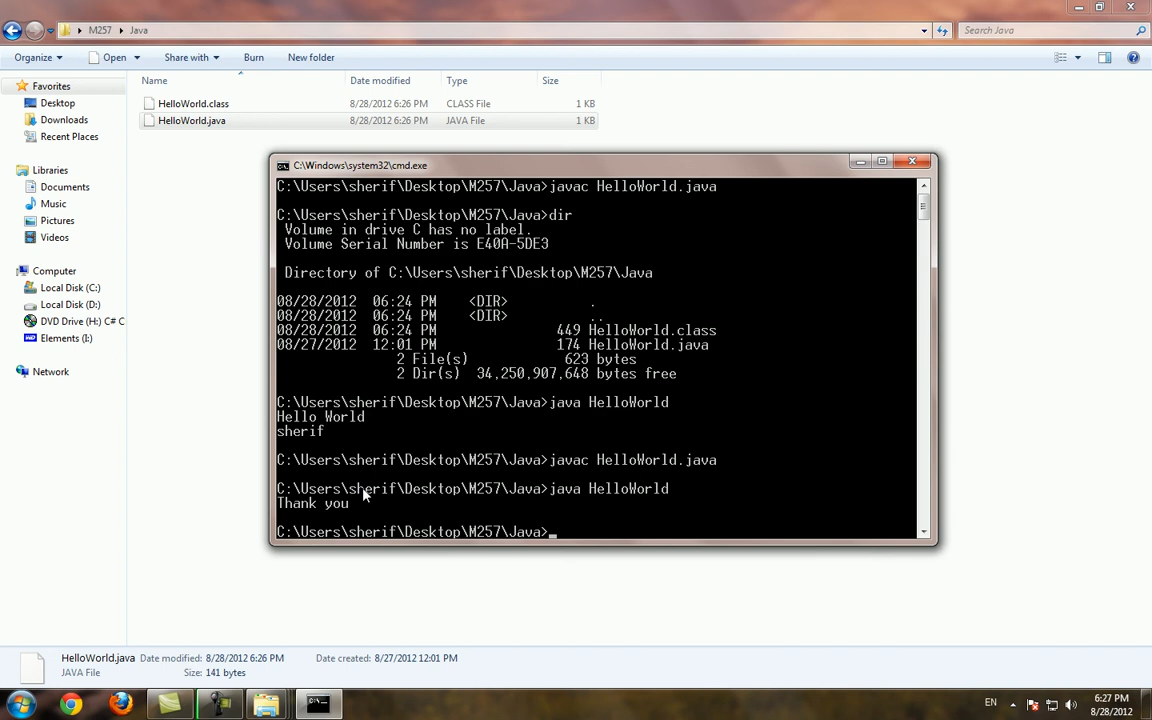 M257 Java
Search Java
Organize Open Share with Burn New folder
Name Date modified Type Size
Favorites
Desktop
Downloads
Recent Places
Libraries
Documents
Music
Pictures
Videos
Computer
Local Disk (C:)
Local Disk (D:)
DVD Drive (H:) C# C
Elements (I:)
Network
HelloWorld.class 8/28/2012 6:26 PM CLASS File 1 KB
HelloWorld.java 8/28/2012 6:26 PM JAVA File 1 KB
C:\Windows\system32\cmd.exe
C:\Users\sherif\Desktop\M257\Java>javac HelloWorld.java
C:\Users\sherif\Desktop\M257\Java>dir
Volume in drive C has no label.
Volume Serial Number is E40A-5DE3
Directory of C:\Users\sherif\Desktop\M257\Java
08/28/2012 06:24 PM <DIR> .
08/28/2012 06:24 PM <DIR> ..
08/28/2012 06:24 PM 449 HelloWorld.class
08/27/2012 12:01 PM 174 HelloWorld.java
2 File(s) 623 bytes
2 Dir(s) 34,250,907,648 bytes free
C:\Users\sherif\Desktop\M257\Java>java HelloWorld
Hello World
sherif
C:\Users\sherif\Desktop\M257\Java>javac HelloWorld.java
C:\Users\sherif\Desktop\M257\Java>java HelloWorld
Thank you
C:\Users\sherif\Desktop\M257\Java>_
HelloWorld.java Date modified: 8/28/2012 6:26 PM Date created: 8/27/2012 12:01 PM
JAVA File Size: 141 bytes
EN 6:27 PM
8/28/2012